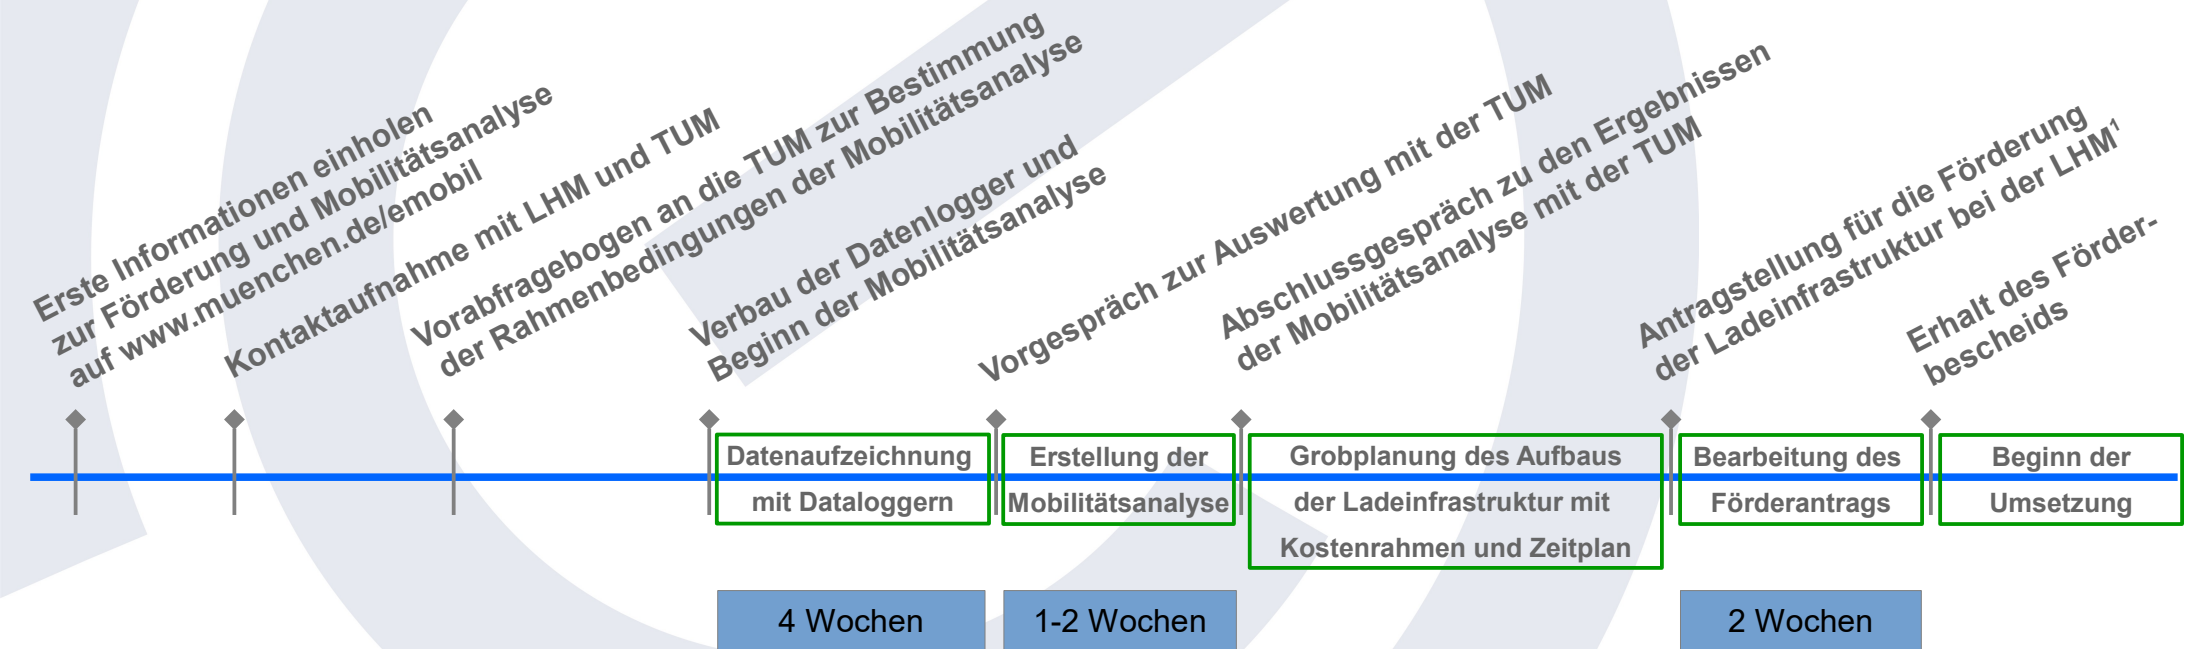 Erste Informationen einholen
zur Förderung und Mobilitätsanalyse
auf www.muenchen.de/emobil
Kontaktaufnahme mit LHM und TUM
Vorabfragebogen an die TUM zur Bestimmung
der Rahmenbedingungen der Mobilitätsanalyse
Verbau der Datenlogger und
Beginn der Mobilitätsanalyse
Vorgespräch zur Auswertung mit der TUM
Abschlussgespräch zu den Ergebnissen
der Mobilitätsanalyse mit der TUM
Antragstellung für die Förderung
der Ladeinfrastruktur bei der LHM¹
Erhalt des Förder-
bescheids
Datenaufzeichnung
mit Dataloggern
Erstellung der
Mobilitätsanalyse
Grobplanung des Aufbaus
der Ladeinfrastruktur mit
Kostenrahmen und Zeitplan
Bearbeitung des
Förderantrags
Beginn der
Umsetzung
4 Wochen
1-2 Wochen
2 Wochen